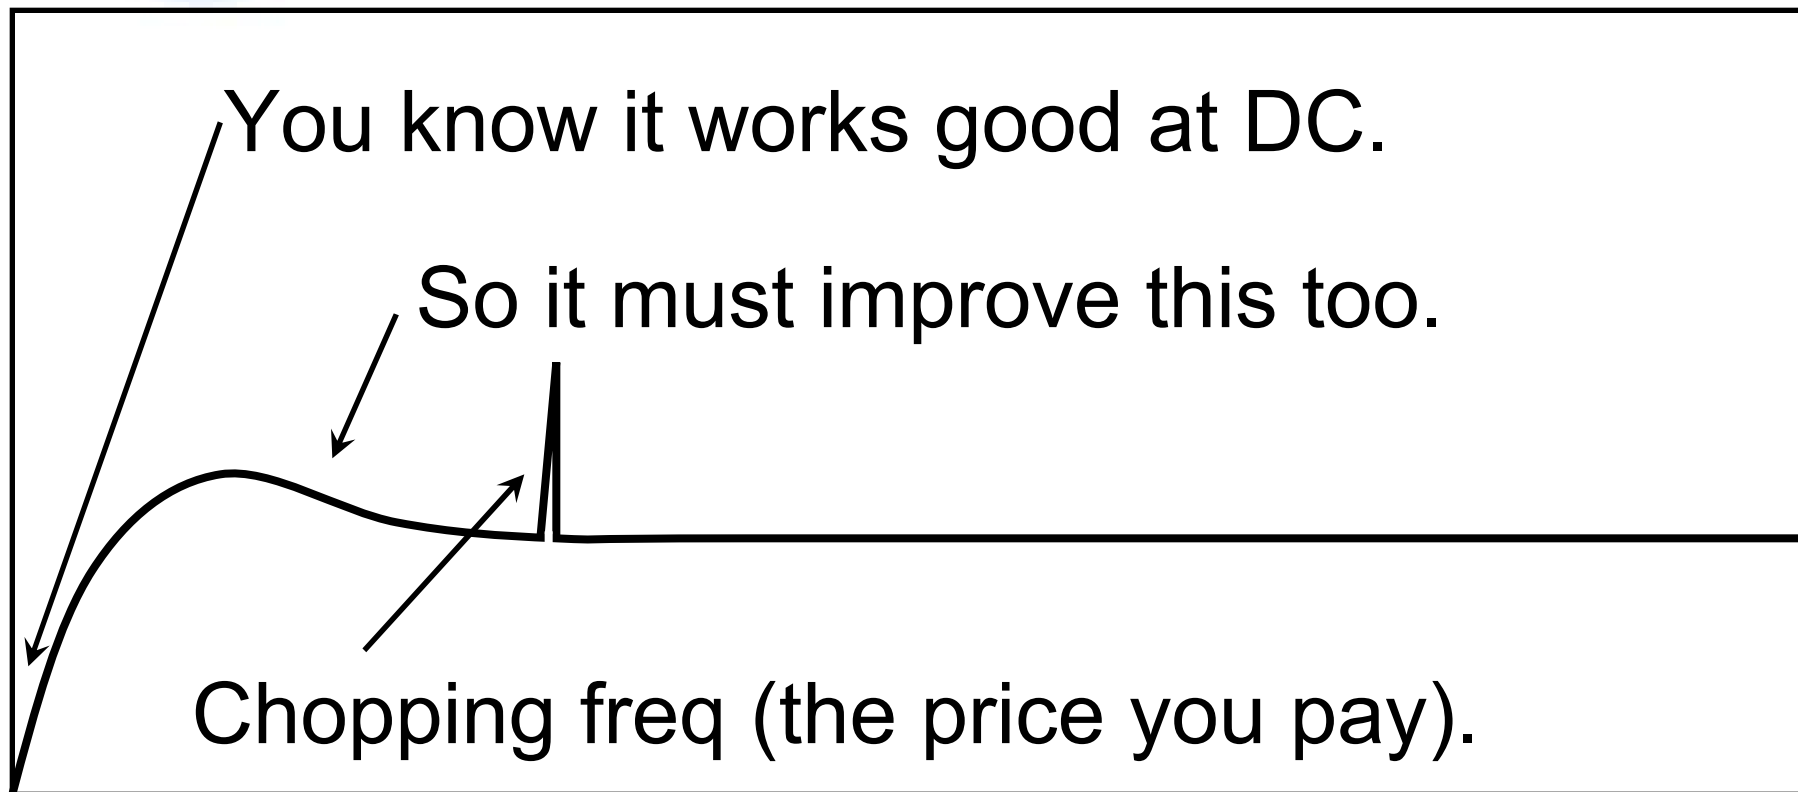 You know it works good at DC.
So it must improve this too.
Chopping freq (the price you pay).